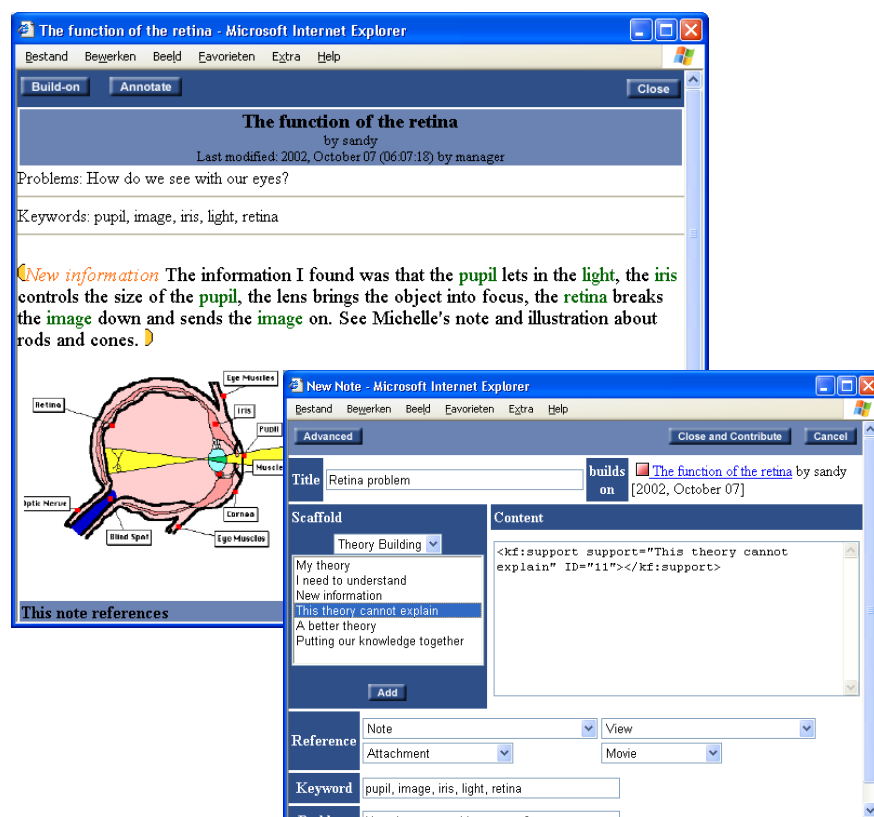 The function of the retina - Microsoft Internet Explorer
Bestand Bewerken Beeld Favorieten Extra Help
Build-on Annotate Close
The function of the retina
by sandy
Last modified: 2002, October 07 (06:07:18) by manager
Problems: How do we see with our eyes?
Keywords: pupil, image, iris, light, retina
New information The information I found was that the pupil lets in the light, the iris
controls the size of the pupil, the lens brings the object into focus, the retina breaks
the image down and sends the image on. See Michelle's note and illustration about
rods and cones.
Eye Muscles
Retina
Iris
Pupil
Muscle
Optic Nerve
Cornea
Blind Spot
Eye Muscles
This note references
New Note - Microsoft Internet Explorer
Bestand Bewerken Beeld Favorieten Extra Help
Advanced Close and Contribute Cancel
Title Retina problem builds on The function of the retina by sandy
[2002, October 07]
Scaffold Content
Theory Building
My theory
I need to understand
New information
This theory cannot explain
A better theory
Putting our knowledge together
Add
<kf:support support="This theory cannot
explain" ID="11"></kf:support>
Reference Note View
Attachment Movie
Keyword pupil, image, iris, light, retina